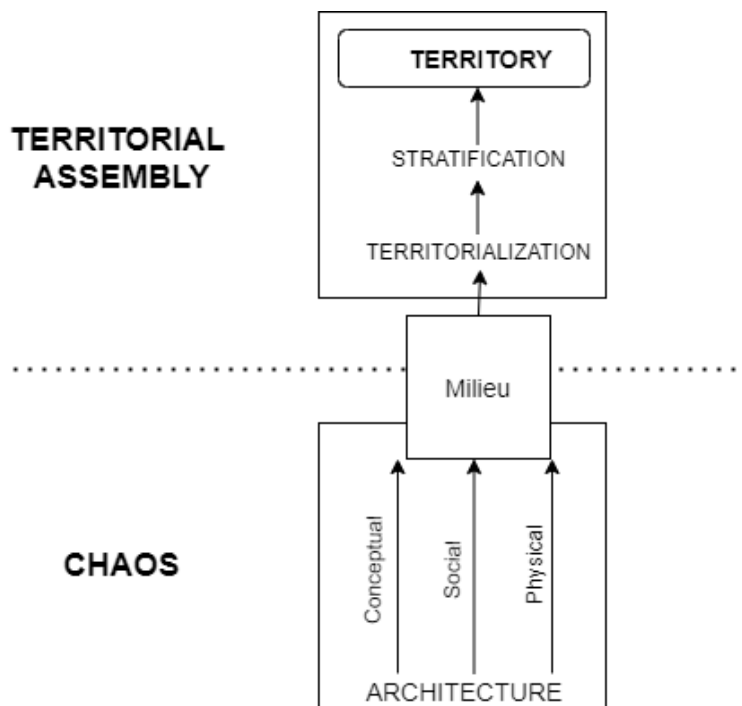 TERRITORY
STRATIFICATION
TERRITORIALIZATION
TERRITORIAL
ASSEMBLY
Milieu
Conceptual
Social
Physical
CHAOS
ARCHITECTURE